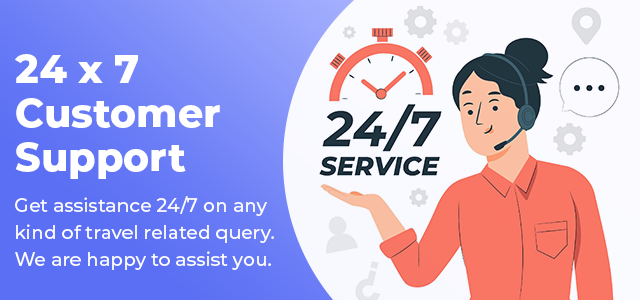 24 x 7
Customer
Support
Get assistance 24/7 on any
kind of travel related query.
We are happy to assist you.
24/7
SERVICE